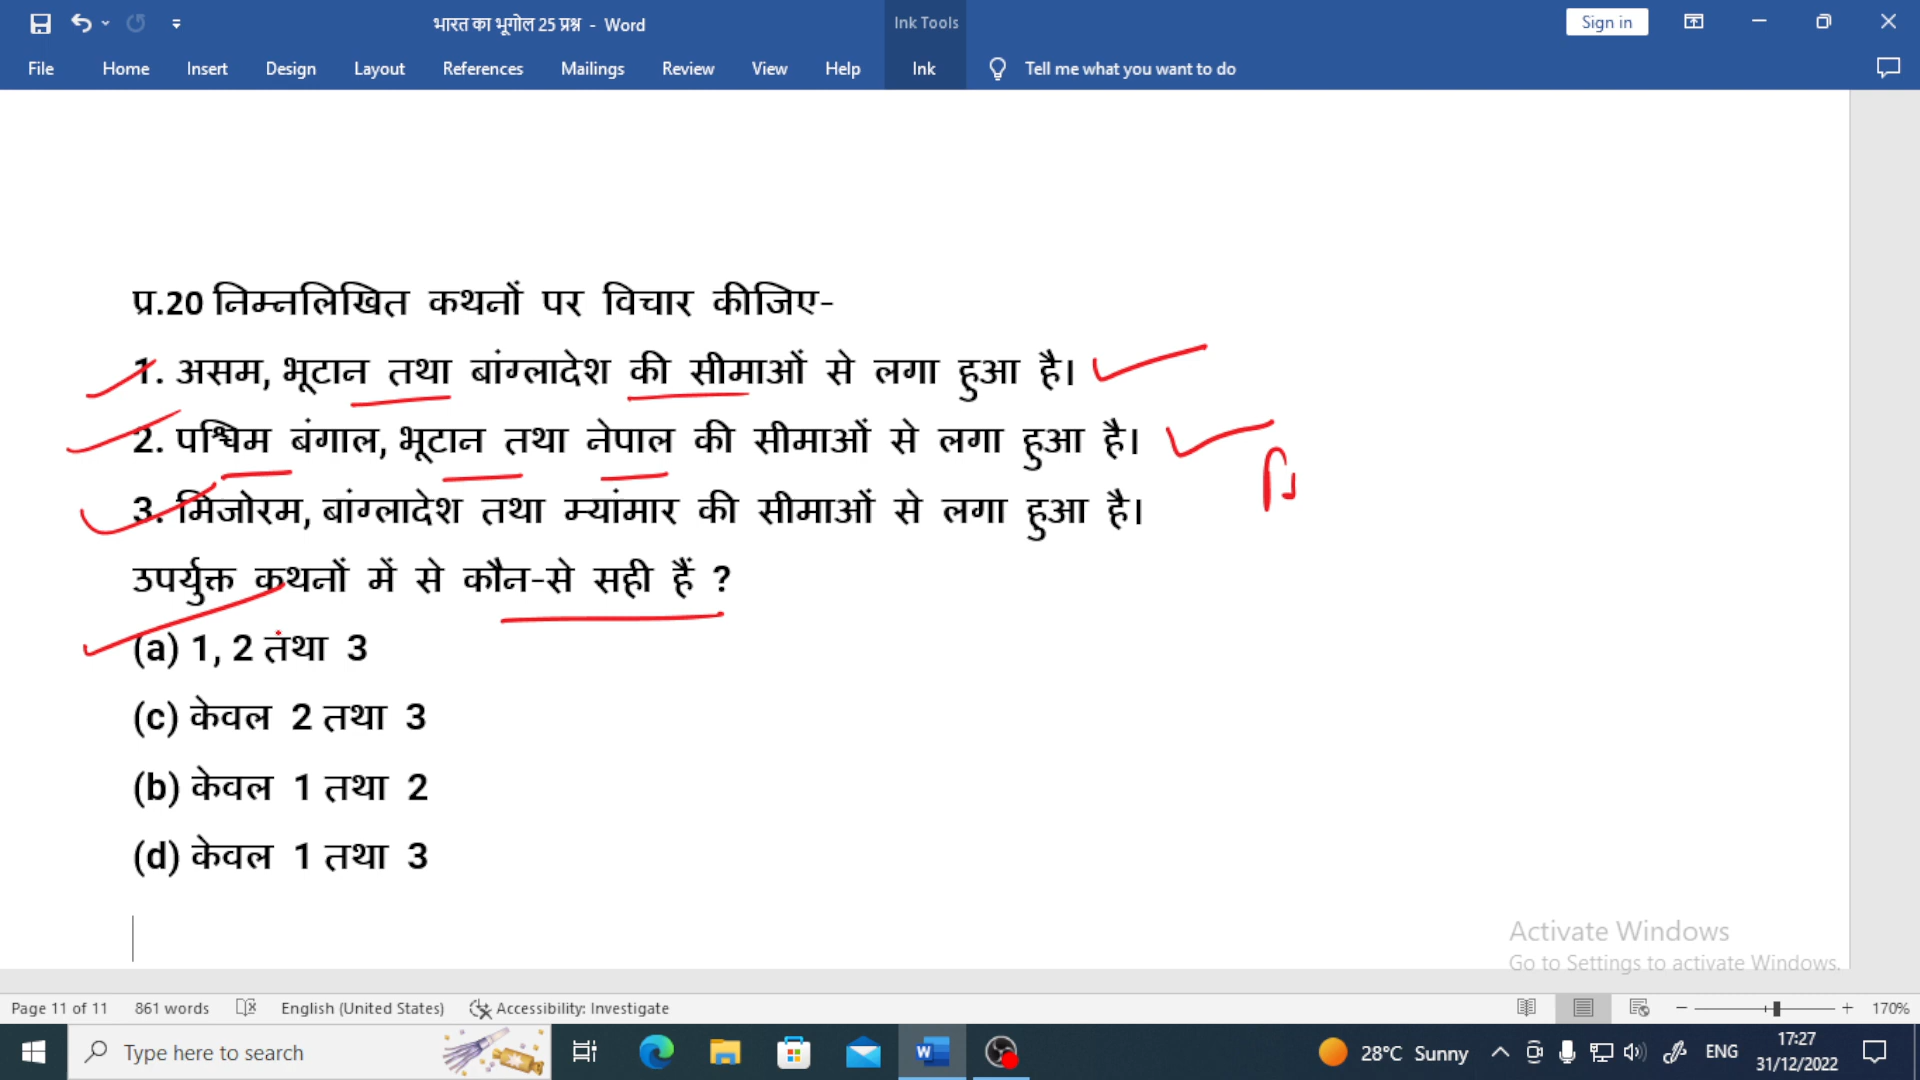 भारत का भूगोल 25 प्रश्न - Word
Ink Tools
Sign in
File Home Insert Design Layout References Mailings Review View Help Ink Tell me what you want to do
प्र.20 निम्नलिखित कथनों पर विचार कीजिए-
1. असम, भूटान तथा बांग्लादेश की सीमाओं से लगा हुआ है।
2. पश्चिम बंगाल, भूटान तथा नेपाल की सीमाओं से लगा हुआ है।
3. मिजोरम, बांग्लादेश तथा म्यांमार की सीमाओं से लगा हुआ है।
उपर्युक्त कथनों में से कौन-से सही हैं ?
(a) 1, 2 तथा 3
(c) केवल 2 तथा 3
(b) केवल 1 तथा 2
(d) केवल 1 तथा 3
Activate Windows
Go to Settings to activate Windows.
Page 11 of 11 861 words English (United States) Accessibility: Investigate 170%
Type here to search
28°C Sunny
ENG
17:27
31/12/2022